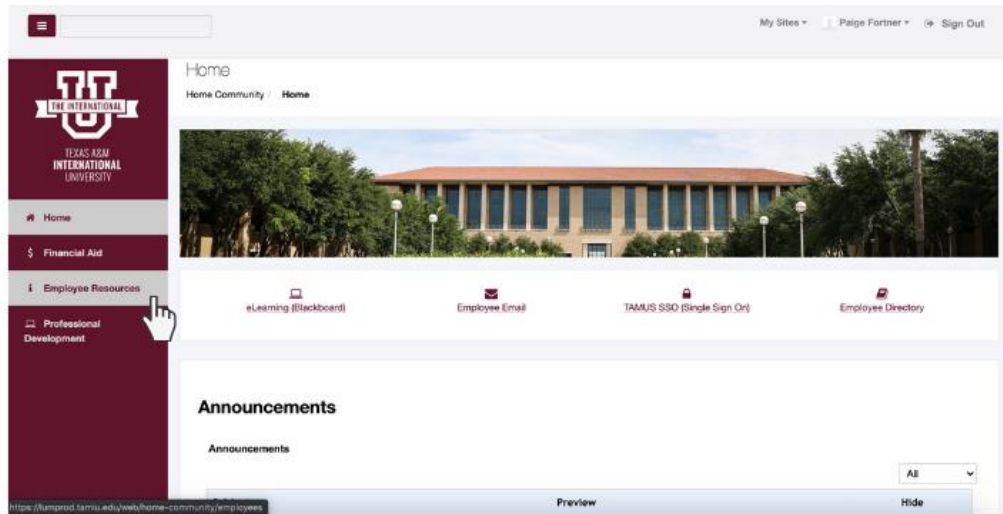 My Sites
Paige Fortner
Sign Out
THE INTERNATIONAL
U
TEXAS A&M
INTERNATIONAL
UNIVERSITY
Home
Home Community / Home
Home
Financial Aid
Employee Resources
Professional
Development
eLearning (Blackboard)
Employee Email
TAMUS SSO (Single Sign On)
Employee Directory
Announcements
Announcements
All
Preview
Hide
https://lumprod.tamiu.edu/web/home-community/employees